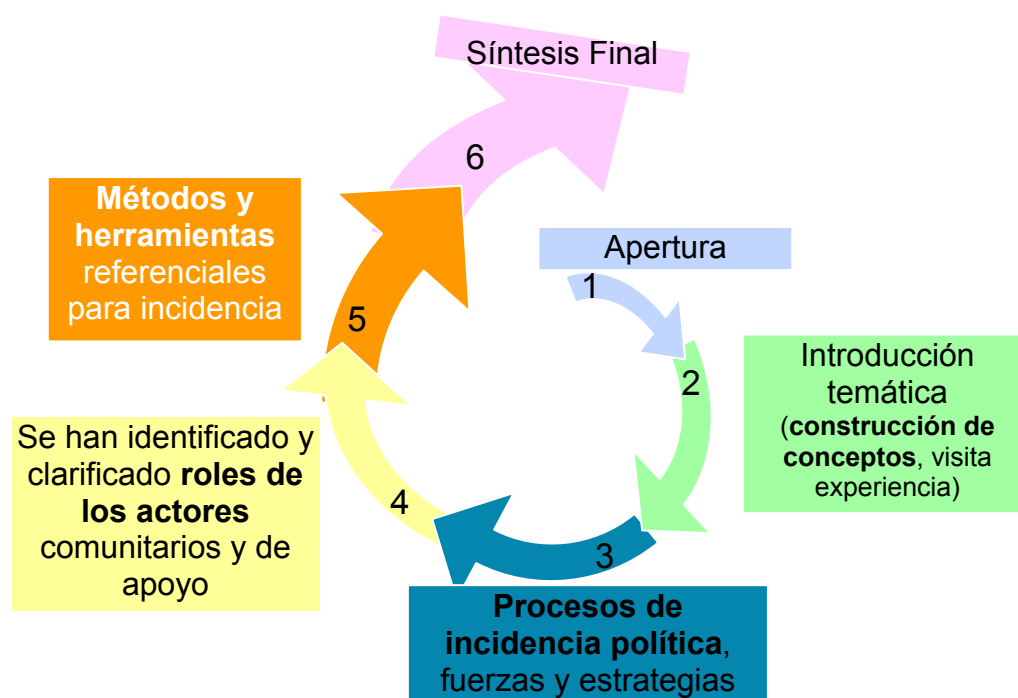 Síntesis Final
6
Métodos y
herramientas
referenciales
para incidencia
5
Apertura
1
Introducción
temática
(construcción de
conceptos, visita
experiencia)
2
Se han identificado y
clarificado roles de
los actores
comunitarios y de
apoyo
4
3
Procesos de
incidencia política,
fuerzas y estrategias